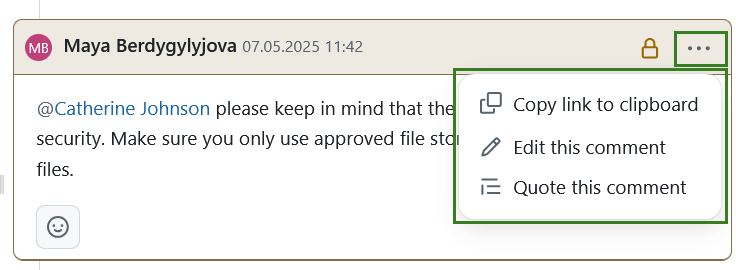 MB Maya Berdygylyjova 07.05.2025 11:42
@Catherine Johnson please keep in mind that the
security. Make sure you only use approved file
files.
Copy link to clipboard
Edit this comment
Quote this comment